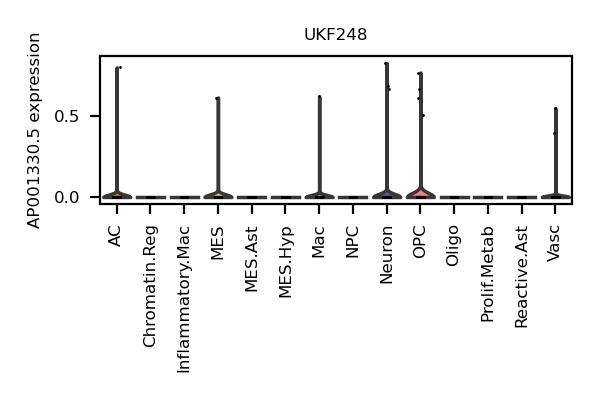 UKF248
AP001330.5 expression
0.5
0.0
AC
Chromatin.Reg
Inflammatory.Mac
MES
MES.Ast
MES.Hyp
Mac
NPC
Neuron
OPC
Oligo
Prolif.Metab
Reactive.Ast
Vasc